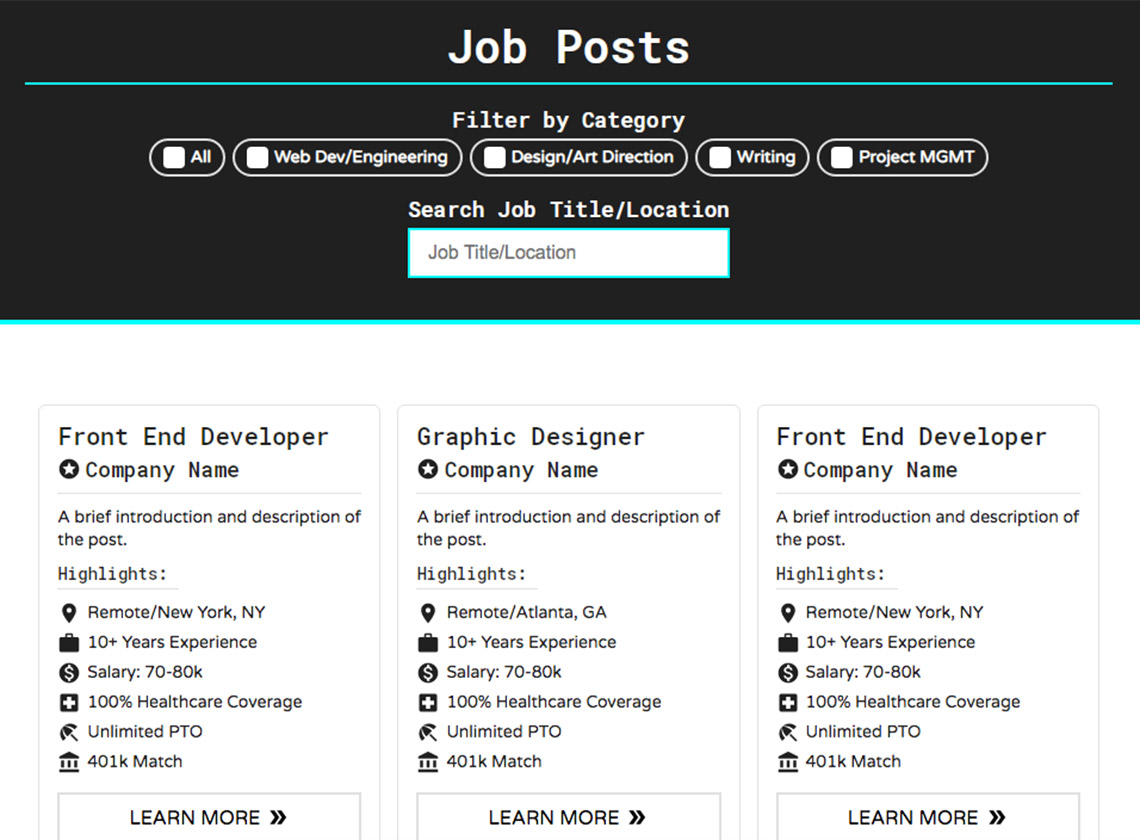 Job Posts
Filter by Category
All Web Dev/Engineering Design/Art Direction Writing Project MGMT
Search Job Title/Location
Job Title/Location
Front End Developer
Company Name
A brief introduction and description of
the post.
Highlights:
Remote/New York, NY
10+ Years Experience
Salary: 70-80k
100% Healthcare Coverage
Unlimited PTO
401k Match
LEARN MORE »
Graphic Designer
Company Name
A brief introduction and description of
the post.
Highlights:
Remote/Atlanta, GA
10+ Years Experience
Salary: 70-80k
100% Healthcare Coverage
Unlimited PTO
401k Match
LEARN MORE »
Front End Developer
Company Name
A brief introduction and description of
the post.
Highlights:
Remote/New York, NY
10+ Years Experience
Salary: 70-80k
100% Healthcare Coverage
Unlimited PTO
401k Match
LEARN MORE »